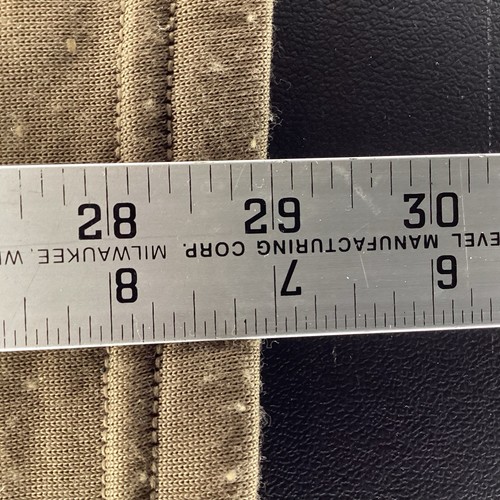 28 29 30
EVEL MANUFACTURING CORP. MILWAUKEE, WI
6 7 8